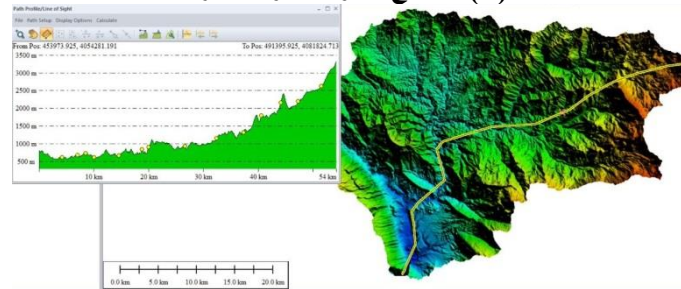 Path Profile/Line of Sight
File Path Setup Display Options Calculate
From Pos: 453973.925, 4054281.191 To Pos: 491395.925, 4081824.713
3500 m
3000 m
2500 m
2000 m
1500 m
1000 m
500 m
10 km 20 km 30 km 40 km 54 km
0.0 km 5.0 km 10.0 km 15.0 km 20.0 km